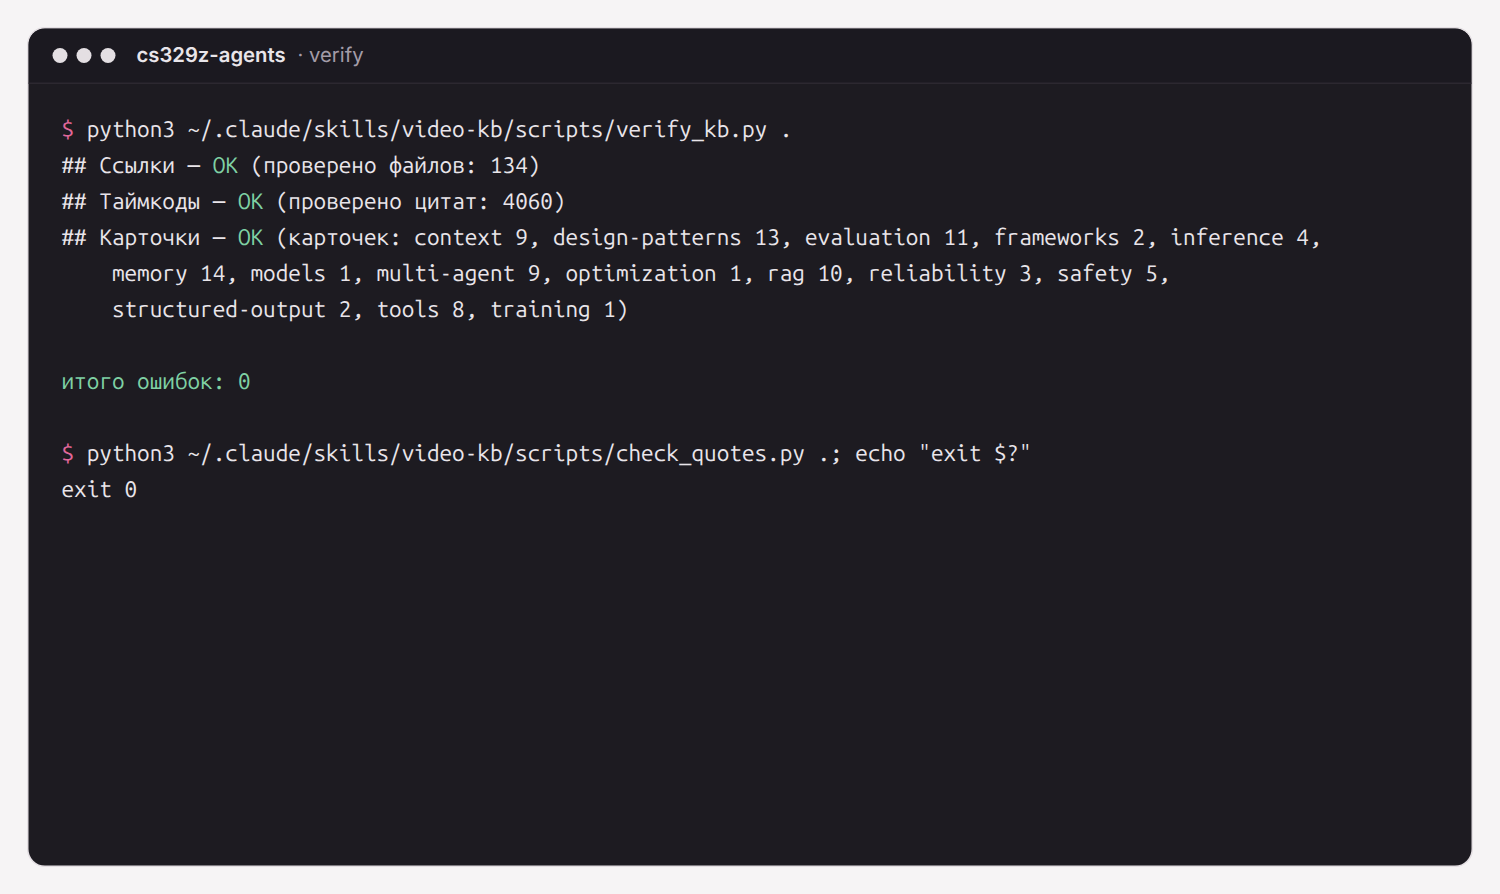 cs329z-agents · verify
$ python3 ~/.claude/skills/video-kb/scripts/verify_kb.py .
## Ссылки — OK (проверено файлов: 134)
## Таймкоды — OK (проверено цитат: 4060)
## Карточки — OK (карточек: context 9, design-patterns 13, evaluation 11, frameworks 2, inference 4,
memory 14, models 1, multi-agent 9, optimization 1, rag 10, reliability 3, safety 5,
structured-output 2, tools 8, training 1)
итого ошибок: 0
$ python3 ~/.claude/skills/video-kb/scripts/check_quotes.py .; echo "exit $?"
exit 0